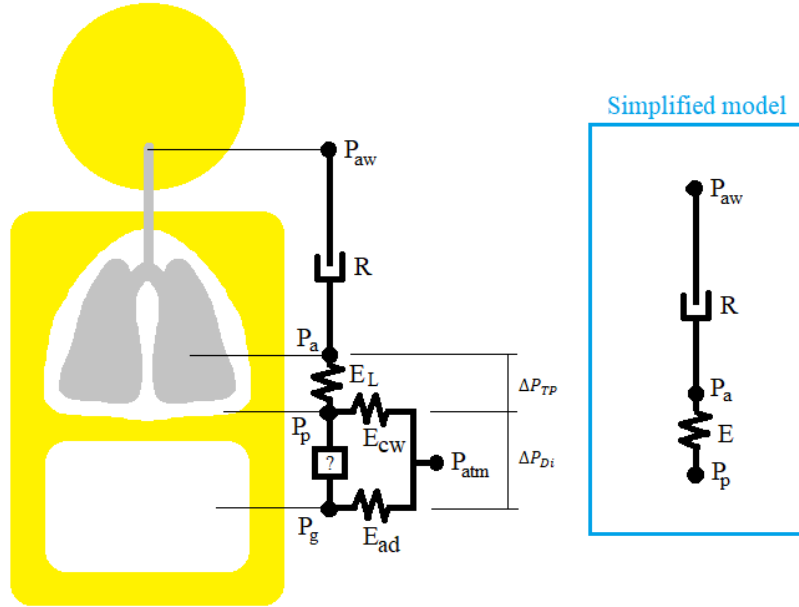 Simplified model
Paw
Paw
R
R
Pa
Pa
EL
ΔPTP
E
Pp
Ecw
Pp
?
Patm
ΔPDi
Pg
Ead